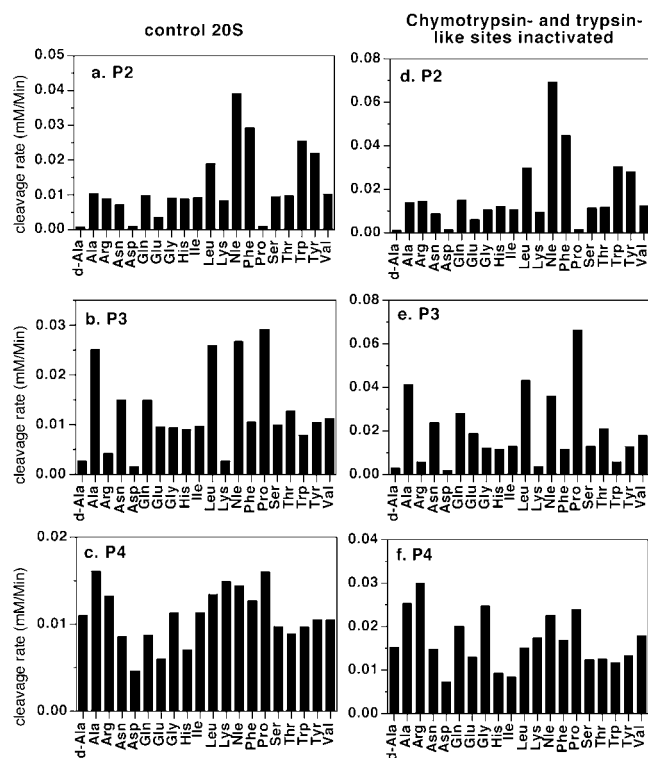 control 20S
Chymotrypsin- and trypsin-
like sites inactivated
a. P2
cleavage rate (mM/Min)
0.05
0.04
0.03
0.02
0.01
0.00
d-Ala Ala Arg Asn Asp Gln Glu Gly His Ile Leu Lys Nle Phe Pro Ser Thr Trp Tyr Val
d. P2
0.08
0.06
0.04
0.02
0.00
d-Ala Ala Arg Asn Asp Gln Glu Gly His Ile Leu Lys Nle Phe Pro Ser Thr Trp Tyr Val
b. P3
cleavage rate (mM/Min)
0.03
0.02
0.01
0.00
d-Ala Ala Arg Asn Asp Gln Glu Gly His Ile Leu Lys Nle Phe Pro Ser Thr Trp Tyr Val
e. P3
0.08
0.06
0.04
0.02
0.00
d-Ala Ala Arg Asn Asp Gln Glu Gly His Ile Leu Lys Nle Phe Pro Ser Thr Trp Tyr Val
c. P4
cleavage rate (mM/Min)
0.02
0.01
0.00
d-Ala Ala Arg Asn Asp Gln Glu Gly His Ile Leu Lys Nle Phe Pro Ser Thr Trp Tyr Val
f. P4
0.04
0.03
0.02
0.01
0.00
d-Ala Ala Arg Asn Asp Gln Glu Gly His Ile Leu Lys Nle Phe Pro Ser Thr Trp Tyr Val